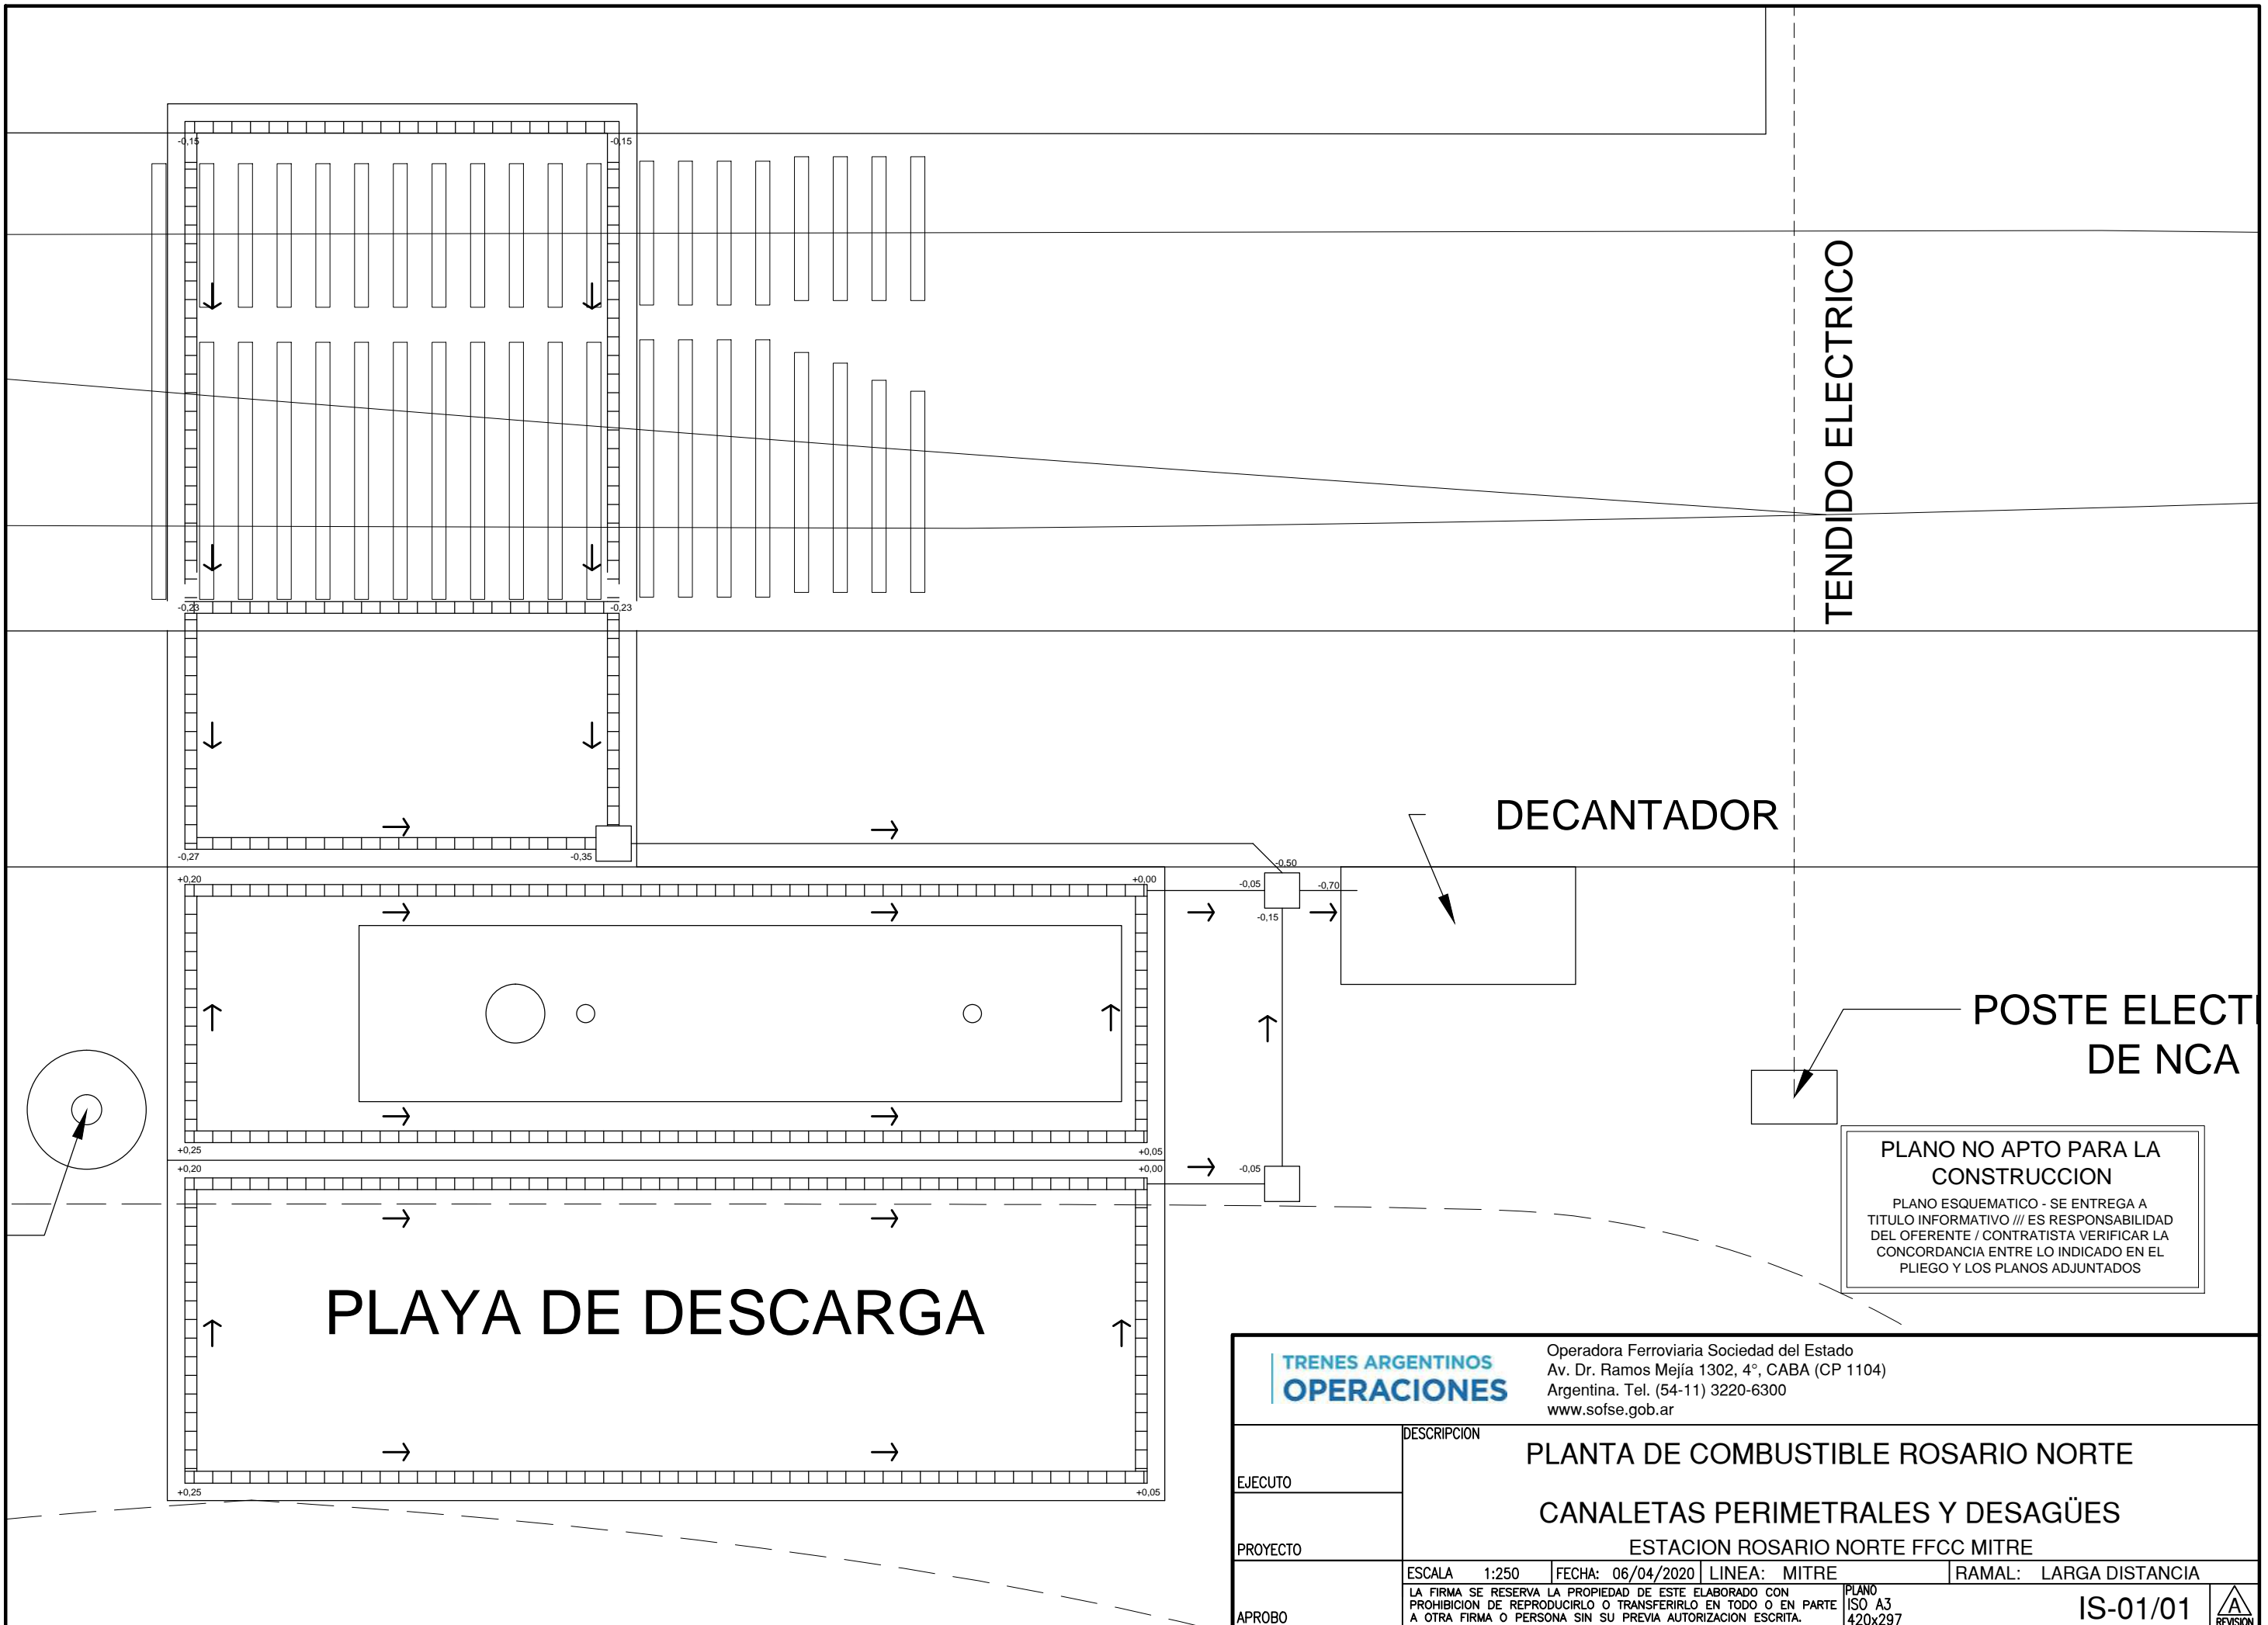 -0,15
-0,15
TENDIDO ELECTRICO
-0,23
-0,23
DECANTADOR
-0,27
-0,35
-0,50
+0,20
+0,00
-0,05
-0,70
-0,15
POSTE ELECT
DE NCA
+0,25
+0,05
+0,20
+0,00
-0,05
PLANO NO APTO PARA LA
CONSTRUCCION
PLANO ESQUEMATICO - SE ENTREGA A
TITULO INFORMATIVO /// ES RESPONSABILIDAD
DEL OFERENTE / CONTRATISTA VERIFICAR LA
CONCORDANCIA ENTRE LO INDICADO EN EL
PLIEGO Y LOS PLANOS ADJUNTADOS
PLAYA DE DESCARGA
+0,25
+0,05
TRENES ARGENTINOS
OPERACIONES
Operadora Ferroviaria Sociedad del Estado
Av. Dr. Ramos Mejía 1302, 4°, CABA (CP 1104)
Argentina. Tel. (54-11) 3220-6300
www.sofse.gob.ar
DESCRIPCION
PLANTA DE COMBUSTIBLE ROSARIO NORTE
EJECUTO
CANALETAS PERIMETRALES Y DESAGÜES
PROYECTO
ESTACION ROSARIO NORTE FFCC MITRE
ESCALA 1:250 FECHA: 06/04/2020 LINEA: MITRE RAMAL: LARGA DISTANCIA
LA FIRMA SE RESERVA LA PROPIEDAD DE ESTE ELABORADO CON
PROHIBICION DE REPRODUCIRLO O TRANSFERIRLO EN TODO O EN PARTE
A OTRA FIRMA O PERSONA SIN SU PREVIA AUTORIZACION ESCRITA.
APROBO
PLANO
ISO A3
420x297
IS-01/01
A
REVISION